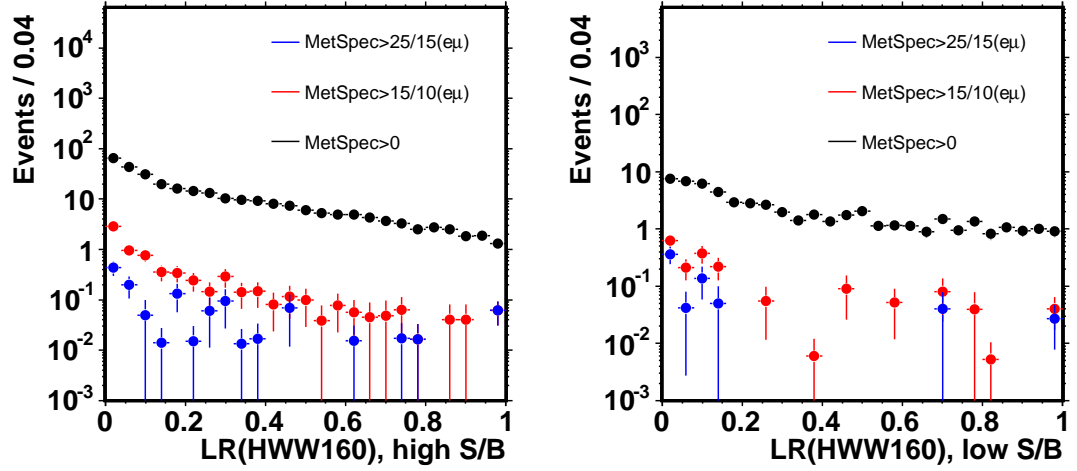 Events / 0.04
10⁴
10³
10²
10
1
10⁻¹
10⁻²
10⁻³
MetSpec>25/15(eμ)
MetSpec>15/10(eμ)
MetSpec>0
0 0.2 0.4 0.6 0.8 1
LR(HWW160), high S/B
Events / 0.04
10³
10²
10
1
10⁻¹
10⁻²
10⁻³
MetSpec>25/15(eμ)
MetSpec>15/10(eμ)
MetSpec>0
0 0.2 0.4 0.6 0.8 1
LR(HWW160), low S/B